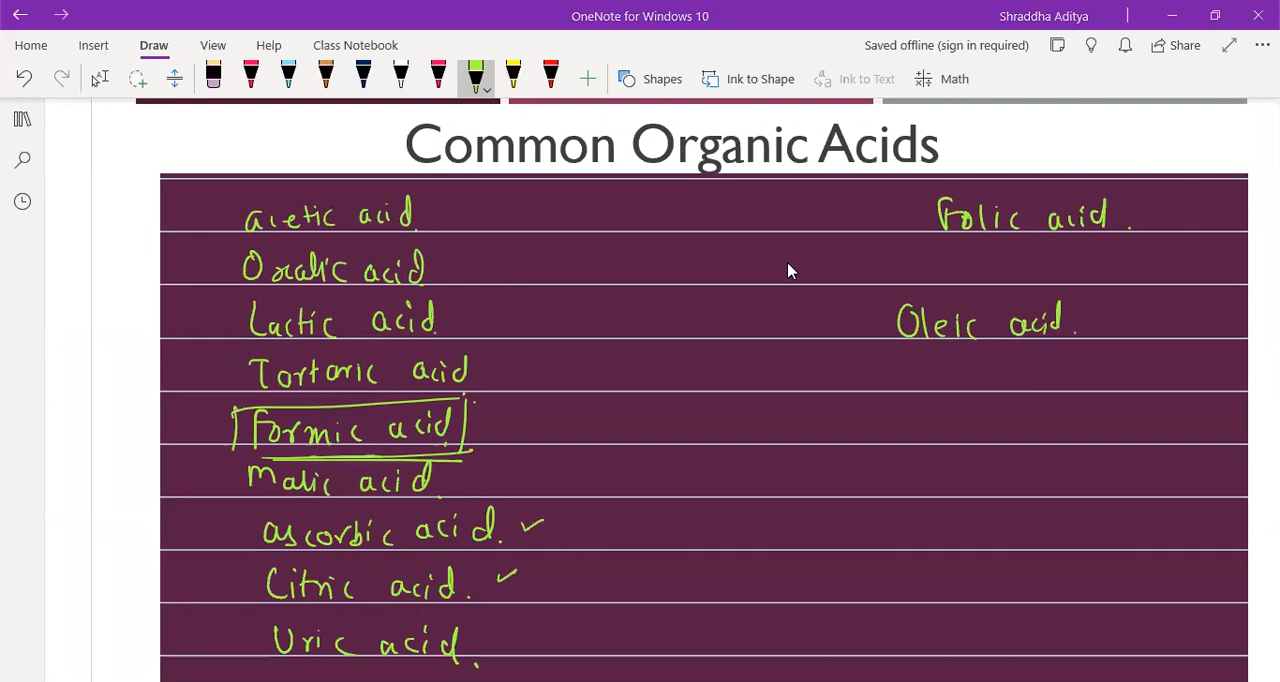 OneNote for Windows 10
Shraddha Aditya
Home Insert Draw View Help Class Notebook
Saved offline (sign in required) Share
Shapes Ink to Shape Ink to Text Math
Common Organic Acids
acetic acid. Folic acid.
Oxalic acid
Lactic acid. Oleic acid.
Tartaric acid
Formic acid
Malic acid.
ascorbic acid. ✓
Citric acid. ✓
Uric acid.